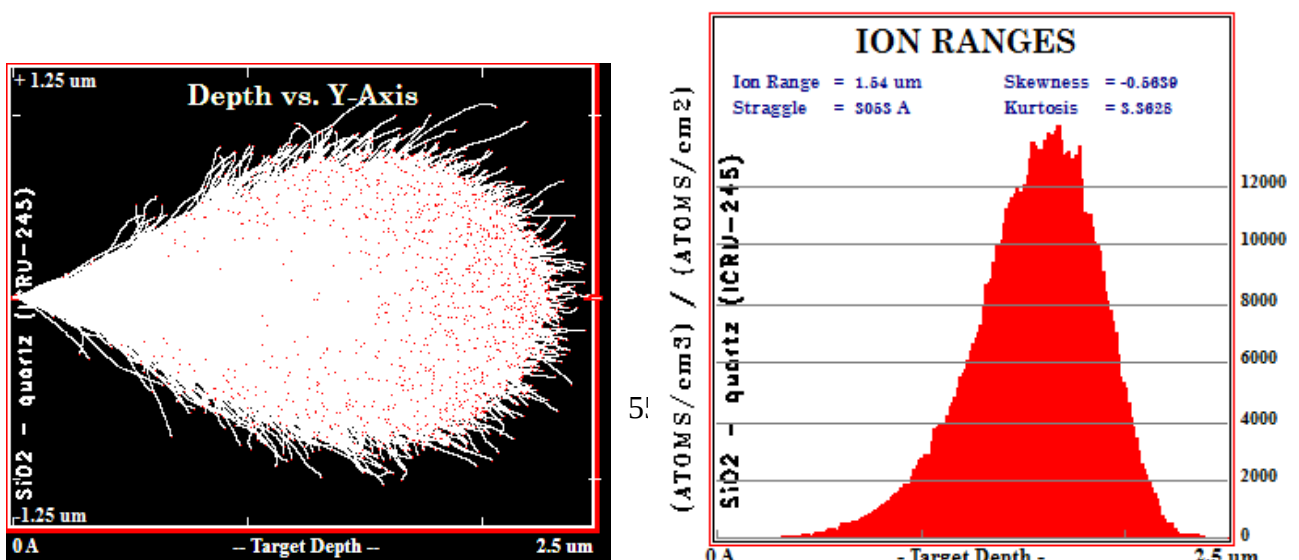 + 1.25 um
Depth vs. Y-Axis
SiO2 - quartz (ICRU-245)
-1.25 um
0 A
-- Target Depth --
2.5 um
ION RANGES
Ion Range = 1.54 um
Skewness = -0.5639
Straggle = 3053 A
Kurtosis = 3.3625
(ATOMS/cm3) / (ATOMS/cm2)
SiO2 - quartz (ICRU-245)
12000
10000
8000
6000
4000
2000
0
0 A
- Target Depth -
2.5 um